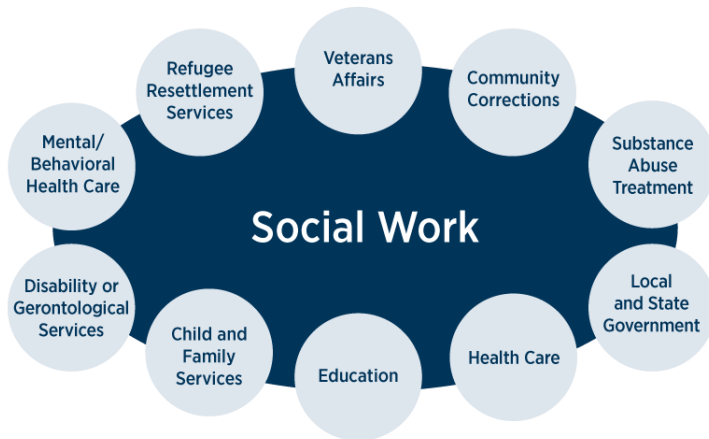 Veterans
Affairs
Refugee
Resettlement
Services
Community
Corrections
Mental/
Behavioral
Health Care
Substance
Abuse
Treatment
Social Work
Disability or
Gerontological
Services
Local
and State
Government
Child and
Family
Services
Education
Health Care